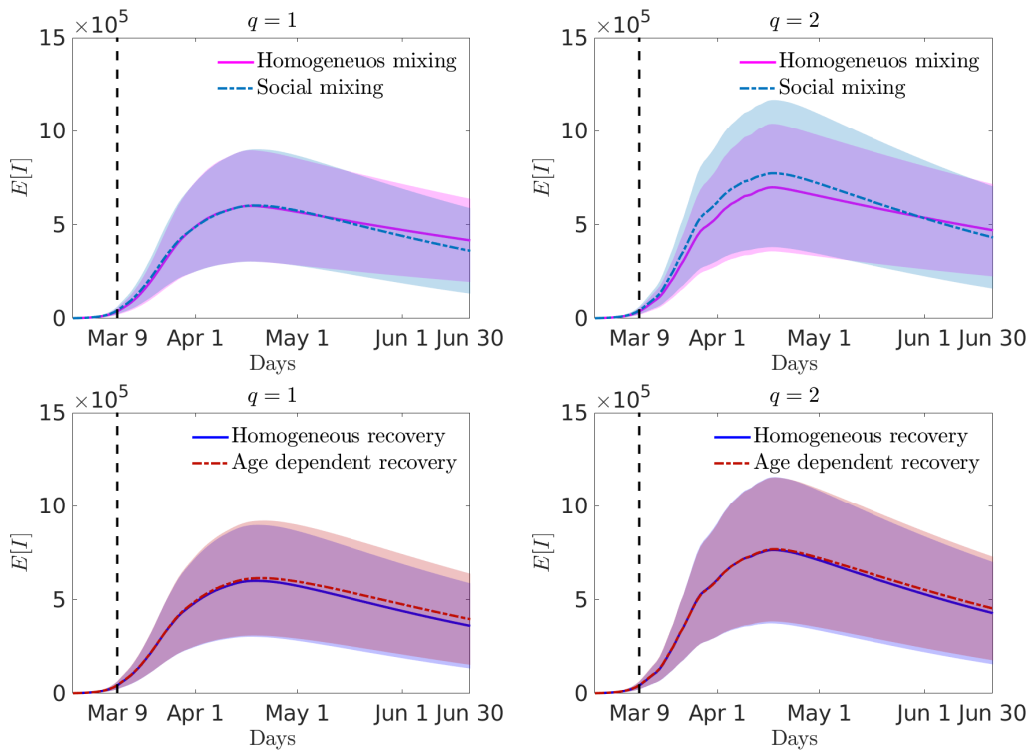 ×10^5
q = 1
15
10
5
0
E[I]
Homogeneuos mixing
Social mixing
Mar 9 Apr 1 May 1 Jun 1 Jun 30
Days
×10^5
q = 2
15
10
5
0
E[I]
Homogeneuos mixing
Social mixing
Mar 9 Apr 1 May 1 Jun 1 Jun 30
Days
×10^5
q = 1
15
10
5
0
E[I]
Homogeneous recovery
Age dependent recovery
Mar 9 Apr 1 May 1 Jun 1 Jun 30
Days
×10^5
q = 2
15
10
5
0
E[I]
Homogeneous recovery
Age dependent recovery
Mar 9 Apr 1 May 1 Jun 1 Jun 30
Days